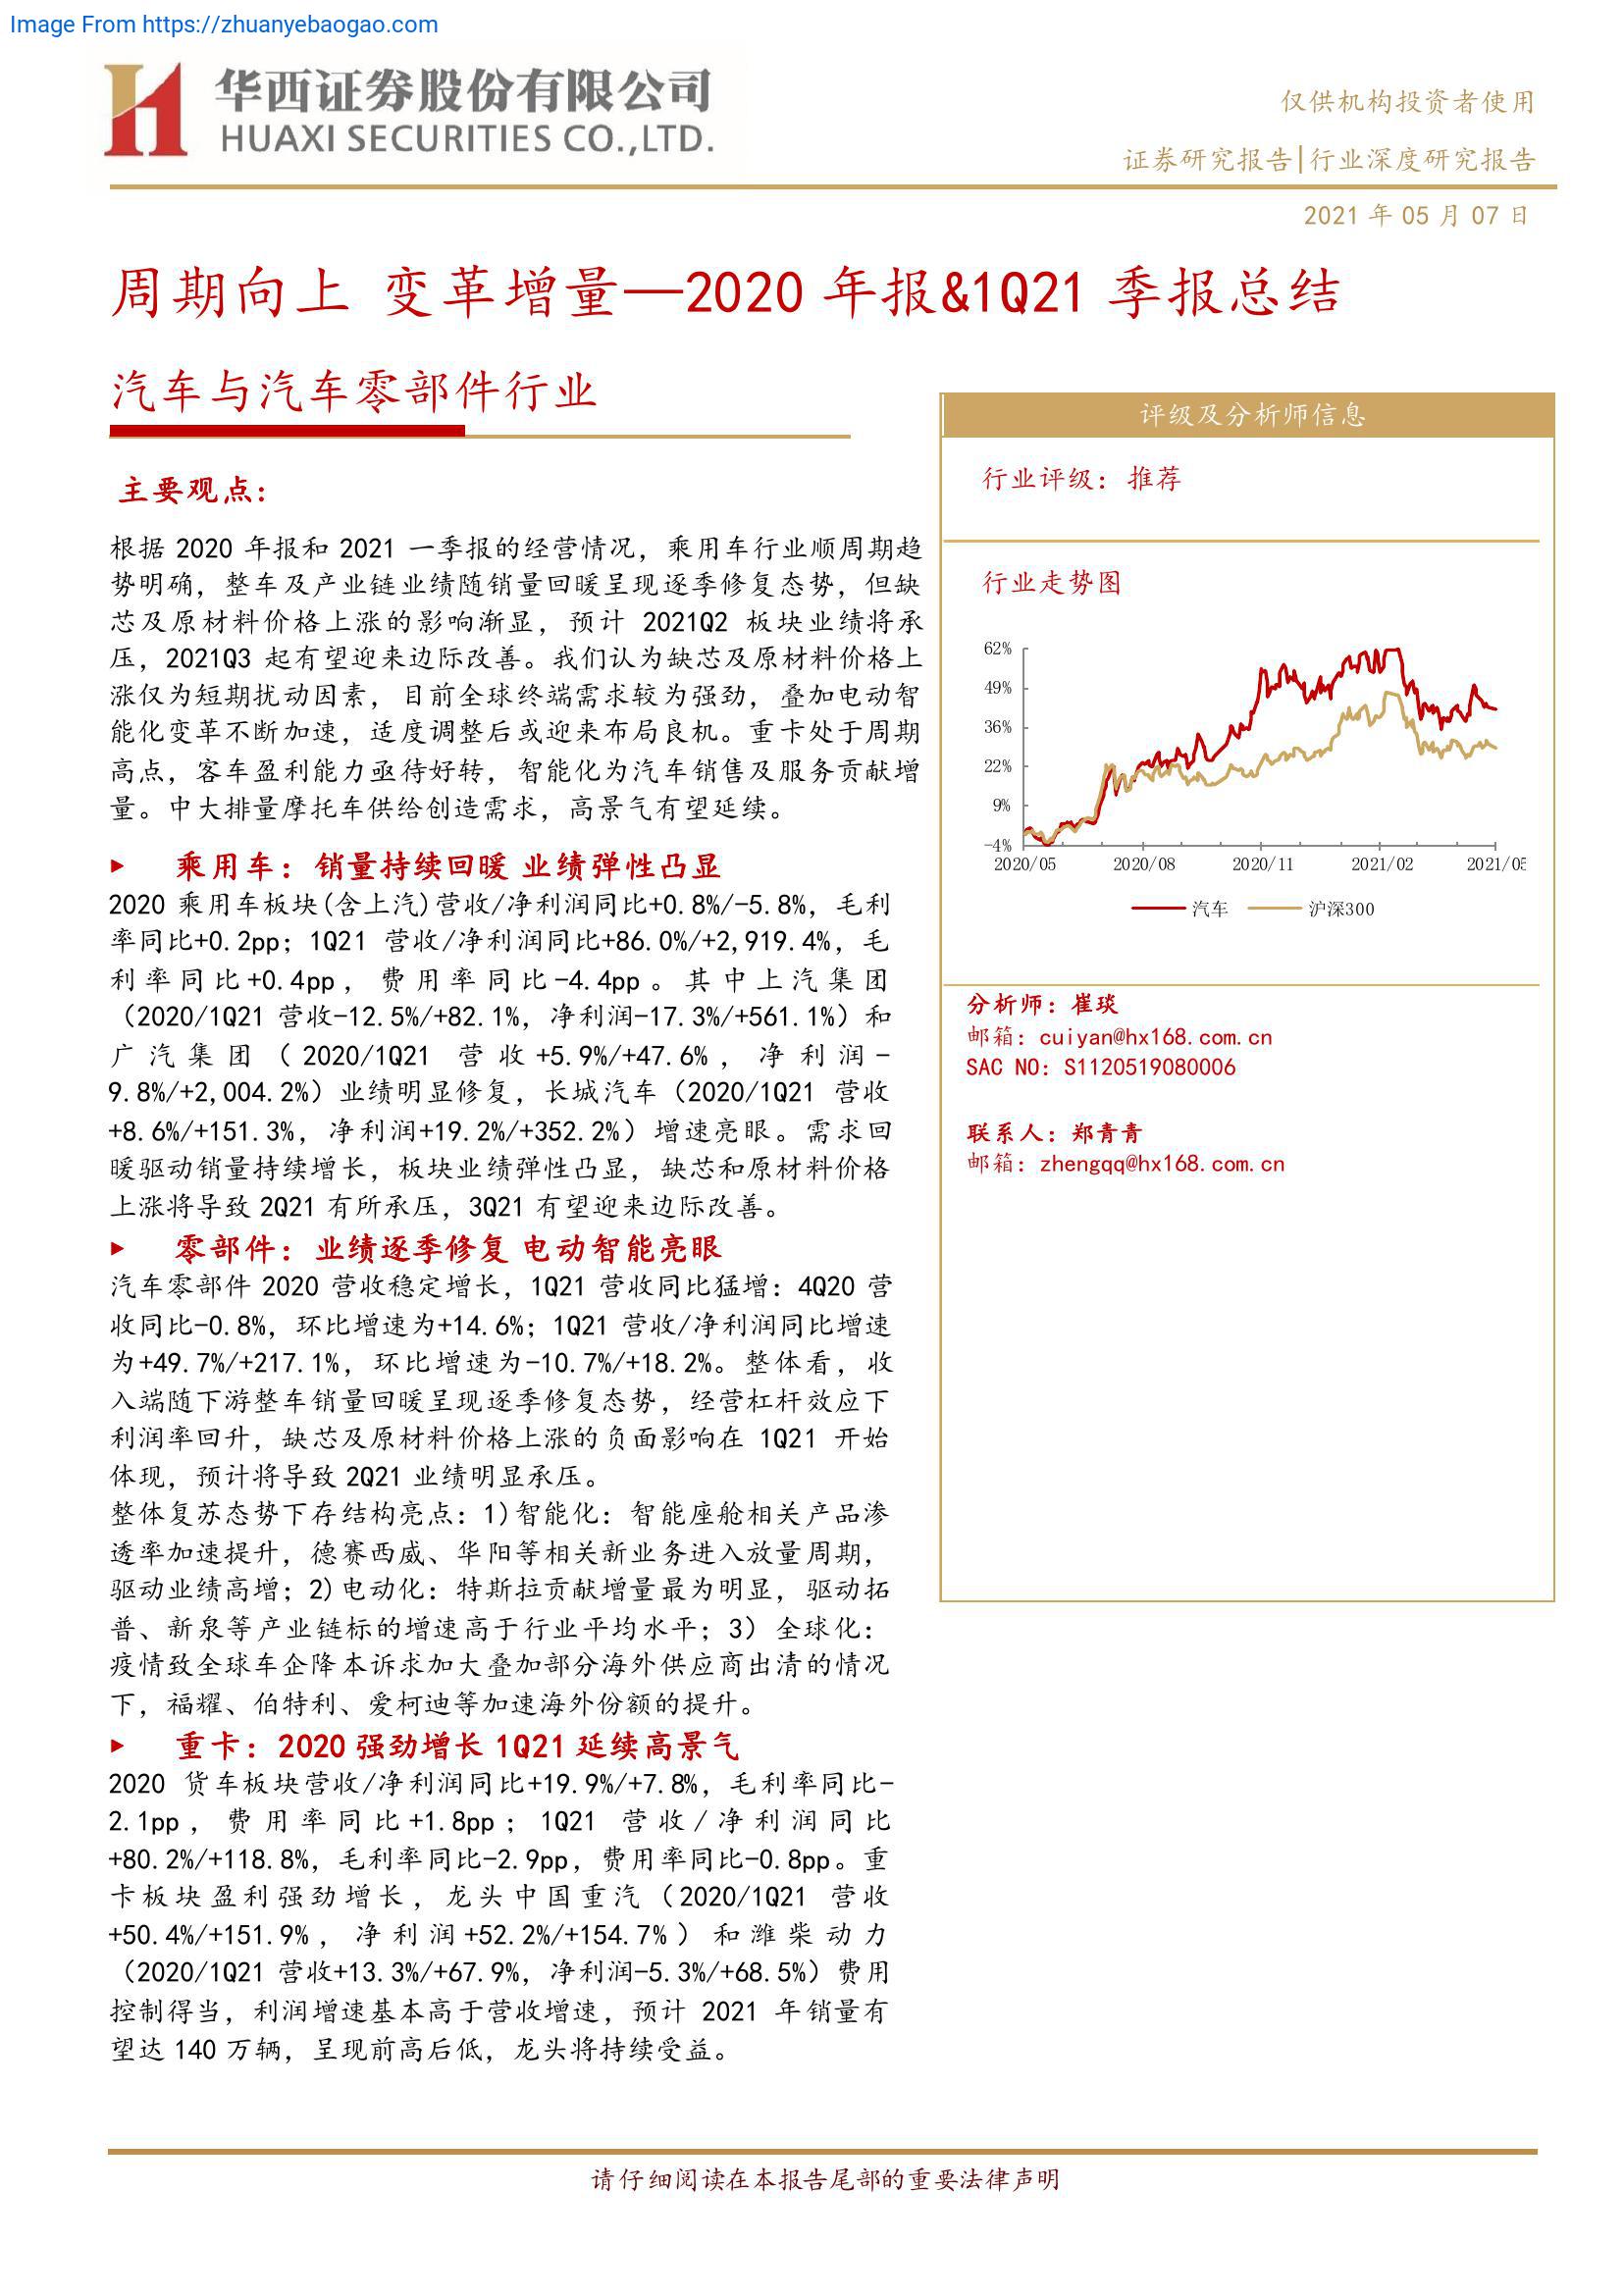 Image From https://zhuanyebaogao.com
华西证券股份有限公司
HUAXI SECURITIES CO.,LTD.
仅供机构投资者使用
证券研究报告|行业深度研究报告
2021 年 05 月 07 日
周期向上 变革增量—2020 年报&1Q21 季报总结
汽车与汽车零部件行业
主要观点：
根据 2020 年报和 2021 一季报的经营情况，乘用车行业顺周期趋
势明确，整车及产业链业绩随销量回暖呈现逐季修复态势，但缺
芯及原材料价格上涨的影响渐显，预计 2021Q2 板块业绩将承
压，2021Q3 起有望迎来边际改善。我们认为缺芯及原材料价格上
涨仅为短期扰动因素，目前全球终端需求较为强劲，叠加电动智
能化变革不断加速，适度调整后或迎来布局良机。重卡处于周期
高点，客车盈利能力亟待好转，智能化为汽车销售及服务贡献增
量。中大排量摩托车供给创造需求，高景气有望延续。
乘用车：销量持续回暖 业绩弹性凸显
2020 乘用车板块(含上汽)营收/净利润同比+0.8%/-5.8%，毛利
率同比+0.2pp；1Q21 营收/净利润同比+86.0%/+2,919.4%，毛
利率同比+0.4pp，费用率同比-4.4pp。其中上汽集团
（2020/1Q21 营收-12.5%/+82.1%，净利润-17.3%/+561.1%）和
广汽集团（2020/1Q21 营收+5.9%/+47.6%，净利润-
9.8%/+2,004.2%）业绩明显修复，长城汽车（2020/1Q21 营收
+8.6%/+151.3%，净利润+19.2%/+352.2%）增速亮眼。需求回
暖驱动销量持续增长，板块业绩弹性凸显，缺芯和原材料价格
上涨将导致 2Q21 有所承压，3Q21 有望迎来边际改善。
零部件：业绩逐季修复 电动智能亮眼
汽车零部件 2020 营收稳定增长，1Q21 营收同比猛增：4Q20 营
收同比-0.8%，环比增速为+14.6%；1Q21 营收/净利润同比增速
为+49.7%/+217.1%，环比增速为-10.7%/+18.2%。整体看，收
入端随下游整车销量回暖呈现逐季修复态势，经营杠杆效应下
利润率回升，缺芯及原材料价格上涨的负面影响在 1Q21 开始
体现，预计将导致 2Q21 业绩明显承压。
整体复苏态势下存结构亮点：1)智能化：智能座舱相关产品渗
透率加速提升，德赛西威、华阳等相关新业务进入放量周期，
驱动业绩高增；2)电动化：特斯拉贡献增量最为明显，驱动拓
普、新泉等产业链标的增速高于行业平均水平；3）全球化：
疫情致全球车企降本诉求加大叠加部分海外供应商出清的情况
下，福耀、伯特利、爱柯迪等加速海外份额的提升。
重卡：2020 强劲增长 1Q21 延续高景气
2020 货车板块营收/净利润同比+19.9%/+7.8%，毛利率同比-
2.1pp，费用率同比+1.8pp；1Q21 营收/净利润同比
+80.2%/+118.8%，毛利率同比-2.9pp，费用率同比-0.8pp。重
卡板块盈利强劲增长，龙头中国重汽（2020/1Q21 营收
+50.4%/+151.9%，净利润+52.2%/+154.7%）和潍柴动力
（2020/1Q21 营收+13.3%/+67.9%，净利润-5.3%/+68.5%）费用
控制得当，利润增速基本高于营收增速，预计 2021 年销量有
望达 140 万辆，呈现前高后低，龙头将持续受益。
评级及分析师信息
行业评级：推荐
行业走势图
62%
49%
36%
22%
9%
-4%
2020/05 2020/08 2020/11 2021/02 2021/05
汽车 沪深300
分析师：崔琰
邮箱：cuiyan@hx168.com.cn
SAC NO：S1120519080006
联系人：郑青青
邮箱：zhengqq@hx168.com.cn
请仔细阅读在本报告尾部的重要法律声明